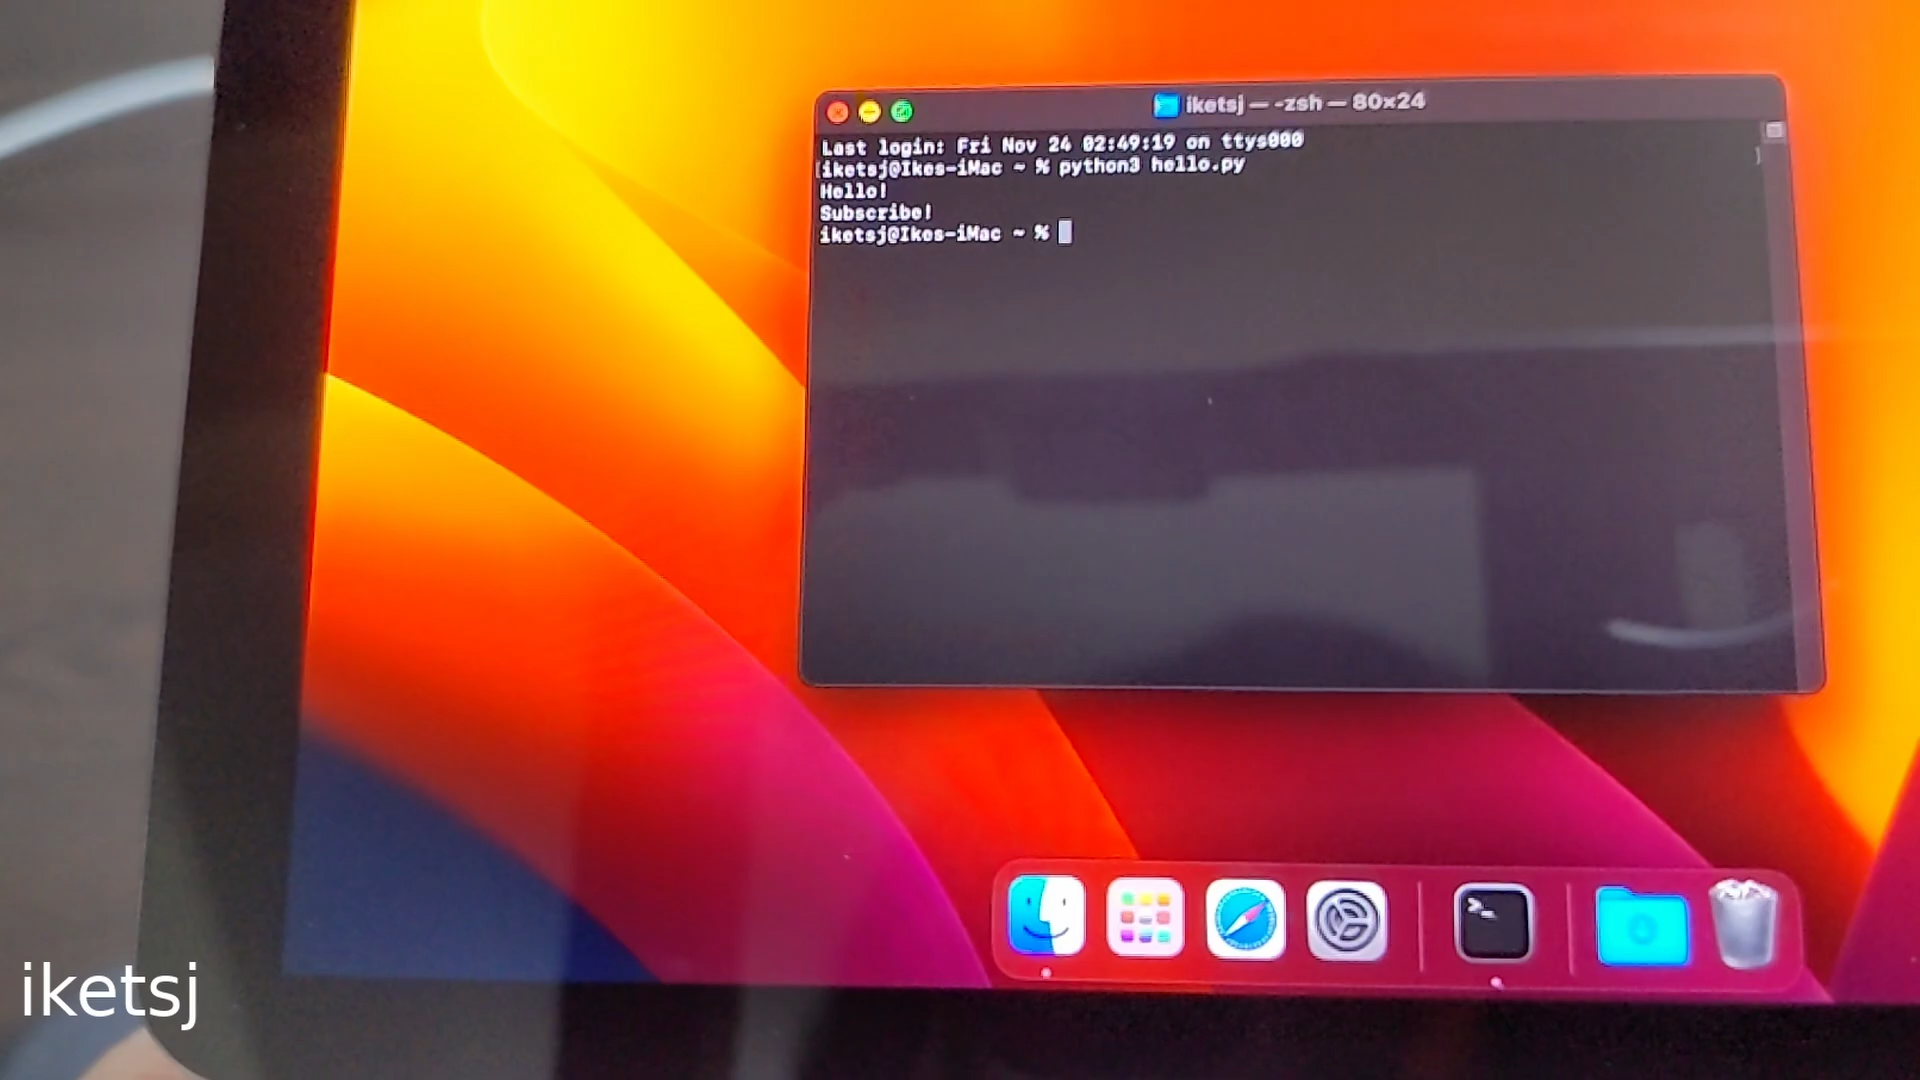 iketsj — -zsh — 80×24
Last login: Fri Nov 24 02:49:19 on ttys000
[iketsj@Ikes-iMac ~ % python3 hello.py ]
Hello!
Subscribe!
iketsj@Ikes-iMac ~ %
iketsj